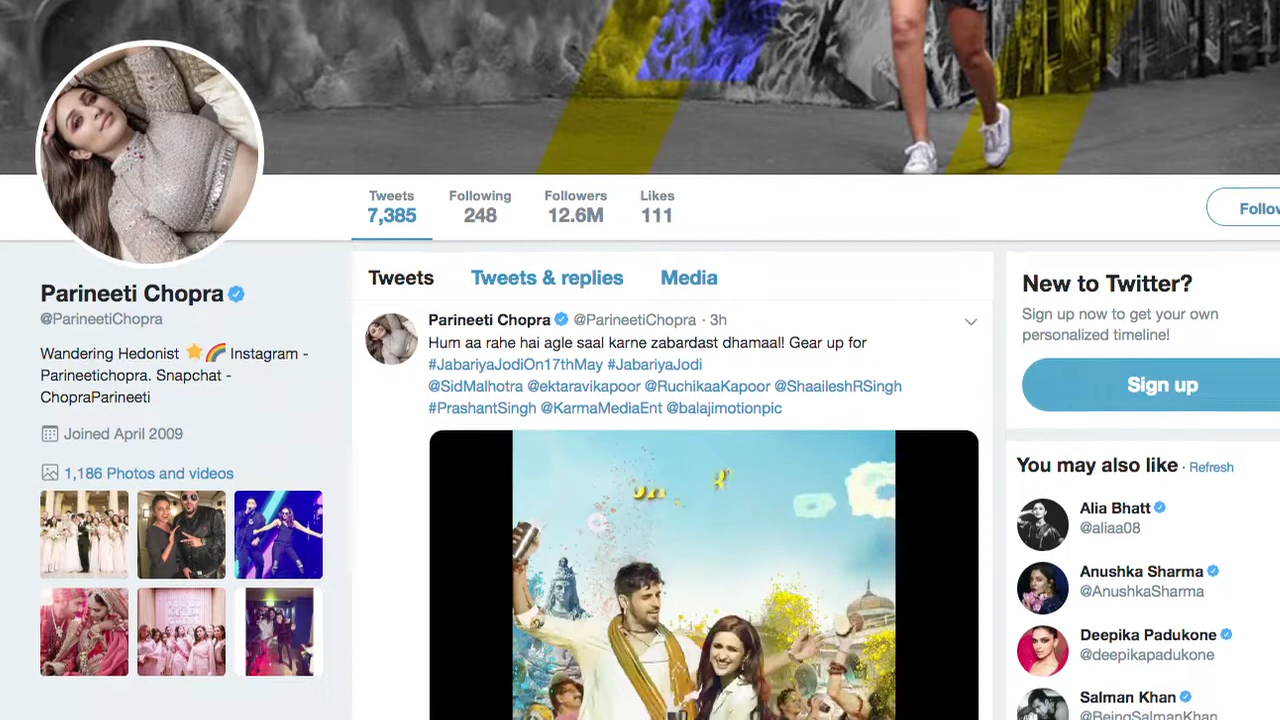 Tweets
7,385
Following
248
Followers
12.6M
Likes
111
Follow
Parineeti Chopra
@ParineetiChopra
Wandering Hedonist ⭐🌈 Instagram -
Parineetichopra. Snapchat -
ChopraParineeti
Joined April 2009
1,186 Photos and videos
Tweets Tweets & replies Media
Parineeti Chopra @ParineetiChopra · 3h
Hum aa rahe hai agle saal karne zabardast dhamaal! Gear up for
#JabariyaJodiOn17thMay #JabariyaJodi
@SidMalhotra @ektaravikapoor @RuchikaaKapoor @ShaaileshRSingh
#PrashantSingh @KarmaMediaEnt @balajimotionpic
New to Twitter?
Sign up now to get your own
personalized timeline!
Sign up
You may also like · Refresh
Alia Bhatt
@aliaa08
Anushka Sharma
@AnushkaSharma
Deepika Padukone
@deepikapadukone
Salman Khan
@BeingSalmanKhan